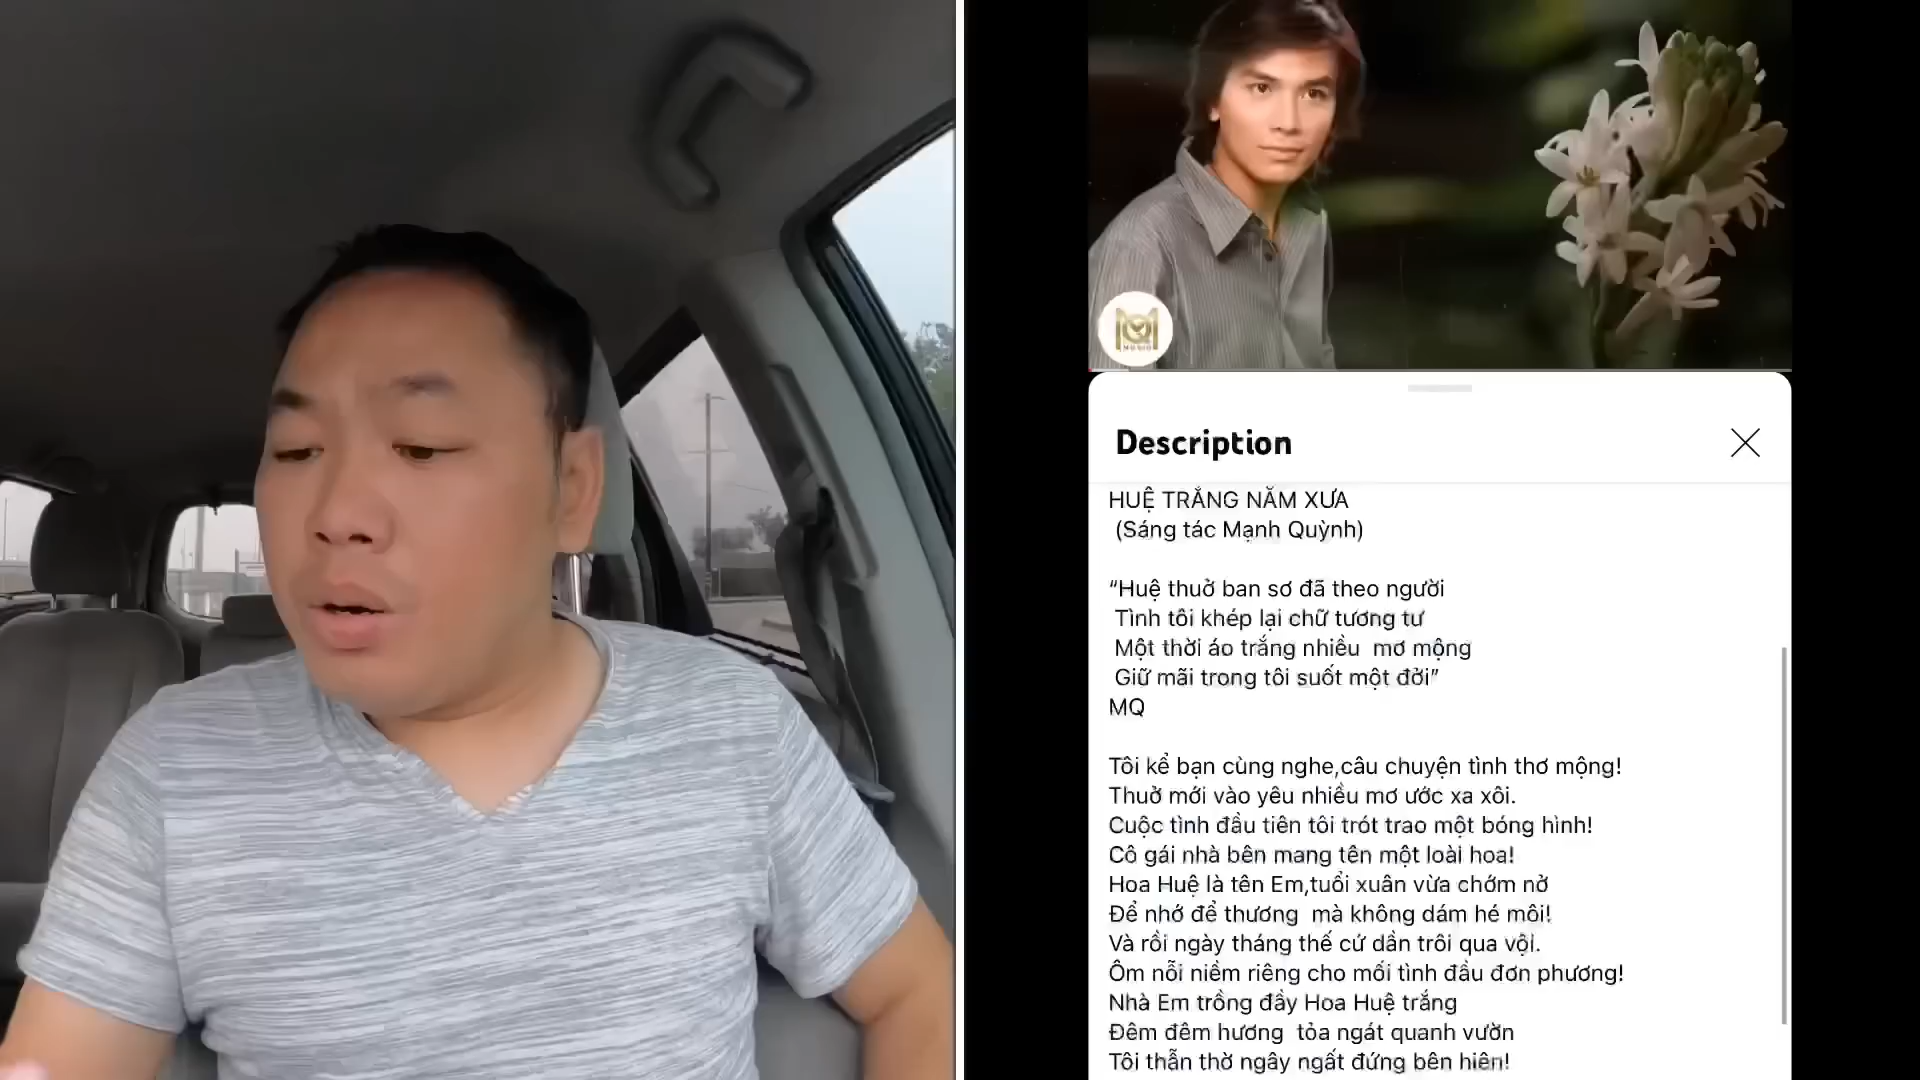 Description
HUỆ TRẮNG NĂM XƯA
(Sáng tác Mạnh Quỳnh)
“Huệ thuở ban sơ đã theo người
Tình tôi khép lại chữ tương tư
Một thời áo trắng nhiều mơ mộng
Giữ mãi trong tôi suốt một đời”
MQ
Tôi kể bạn cùng nghe,câu chuyện tình thơ mộng!
Thuở mới vào yêu nhiều mơ ước xa xôi.
Cuộc tình đầu tiên tôi trót trao một bóng hình!
Cô gái nhà bên mang tên một loài hoa!
Hoa Huệ là tên Em,tuổi xuân vừa chớm nở
Để nhớ để thương mà không dám hé môi!
Và rồi ngày tháng thế cứ dần trôi qua vội.
Ôm nỗi niềm riêng cho mối tình đầu đơn phương!
Nhà Em trồng đầy Hoa Huệ trắng
Đêm đêm hương tỏa ngát quanh vườn
Tôi thẫn thờ ngây ngất đứng bên hiên!